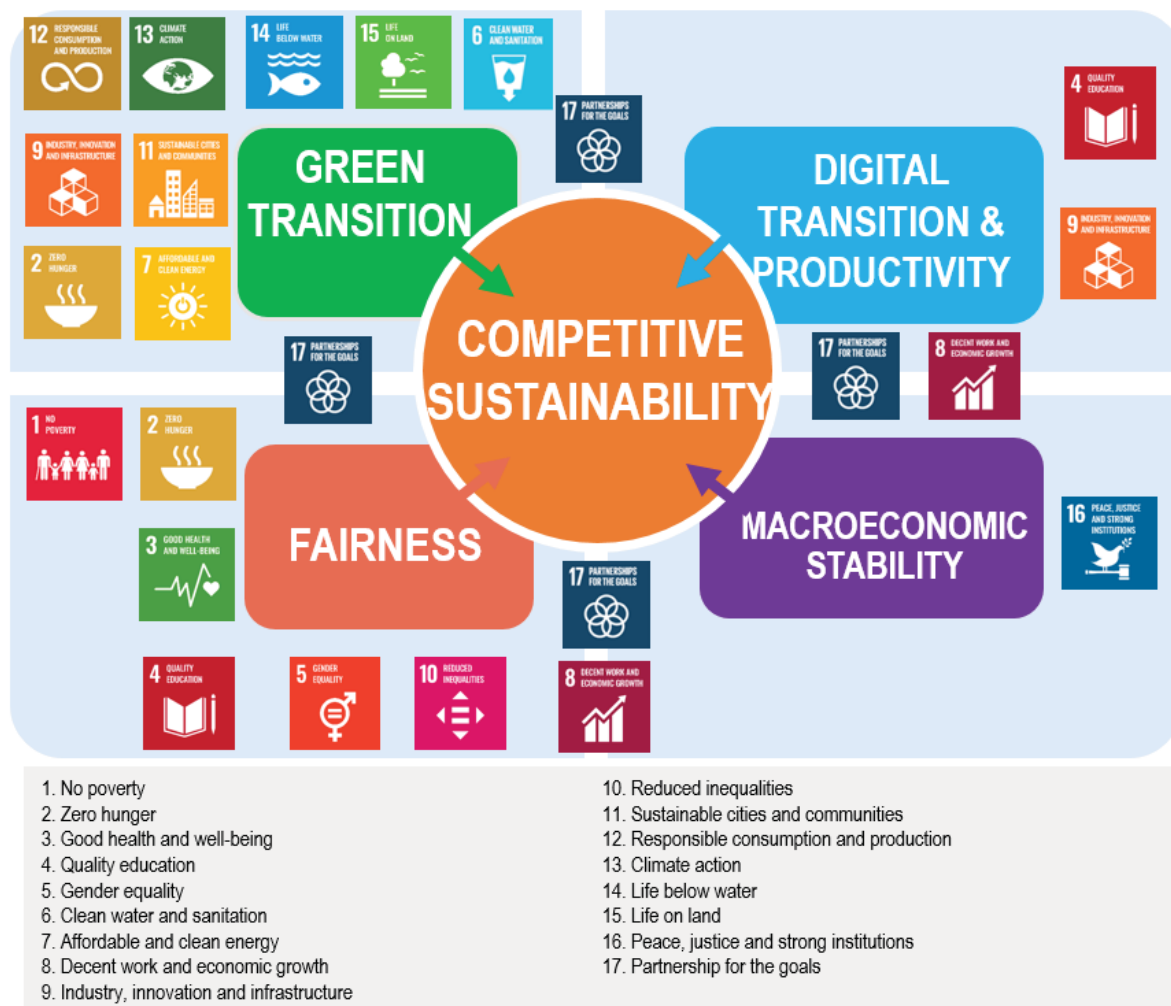 12 RESPONSIBLE
CONSUMPTION
AND PRODUCTION
13 CLIMATE
ACTION
14 LIFE
BELOW WATER
15 LIFE
ON LAND
6 CLEAN WATER
AND SANITATION
17 PARTNERSHIPS
FOR THE GOALS
4 QUALITY
EDUCATION
9 INDUSTRY, INNOVATION
AND INFRASTRUCTURE
11 SUSTAINABLE CITIES
AND COMMUNITIES
GREEN
TRANSITION
DIGITAL
TRANSITION &
PRODUCTIVITY
9 INDUSTRY, INNOVATION
AND INFRASTRUCTURE
2 ZERO
HUNGER
7 AFFORDABLE AND
CLEAN ENERGY
17 PARTNERSHIPS
FOR THE GOALS
COMPETITIVE
SUSTAINABILITY
17 PARTNERSHIPS
FOR THE GOALS
8 DECENT WORK AND
ECONOMIC GROWTH
1 NO
POVERTY
2 ZERO
HUNGER
3 GOOD HEALTH
AND WELL-BEING
FAIRNESS
MACROECONOMIC
STABILITY
16 PEACE, JUSTICE
AND STRONG
INSTITUTIONS
17 PARTNERSHIPS
FOR THE GOALS
4 QUALITY
EDUCATION
5 GENDER
EQUALITY
10 REDUCED
INEQUALITIES
8 DECENT WORK AND
ECONOMIC GROWTH
1. No poverty
2. Zero hunger
3. Good health and well-being
4. Quality education
5. Gender equality
6. Clean water and sanitation
7. Affordable and clean energy
8. Decent work and economic growth
9. Industry, innovation and infrastructure
10. Reduced inequalities
11. Sustainable cities and communities
12. Responsible consumption and production
13. Climate action
14. Life below water
15. Life on land
16. Peace, justice and strong institutions
17. Partnership for the goals